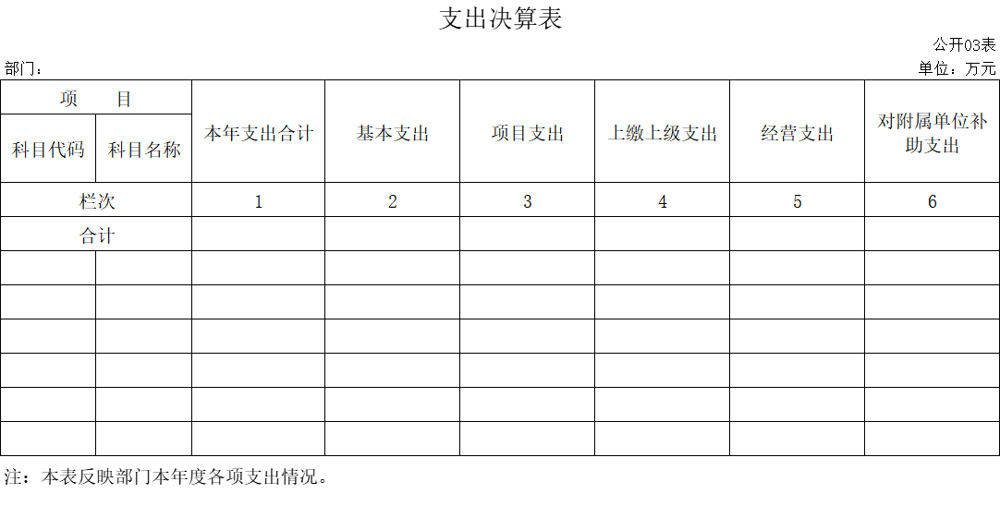 支出决算表
公开03表
部门：
单位：万元
项 目
本年支出合计
基本支出
项目支出
上缴上级支出
经营支出
对附属单位补
助支出
科目代码
科目名称
栏次
1
2
3
4
5
6
合计
注：本表反映部门本年度各项支出情况。